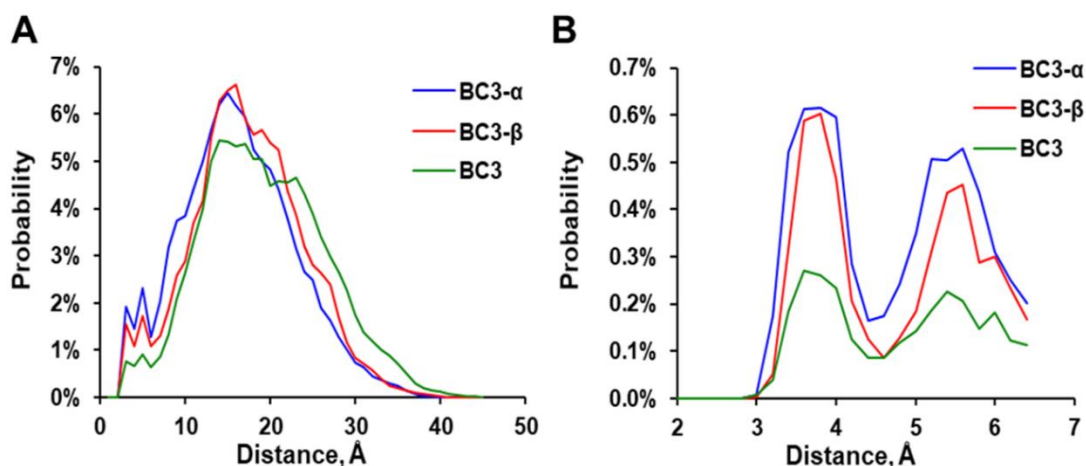 A
7%
6%
5%
4%
3%
2%
1%
0%
Probability
0 10 20 30 40 50
Distance, Å
BC3-α
BC3-β
BC3
B
0.7%
0.6%
0.5%
0.4%
0.3%
0.2%
0.1%
0.0%
Probability
2 3 4 5 6 7
Distance, Å
BC3-α
BC3-β
BC3